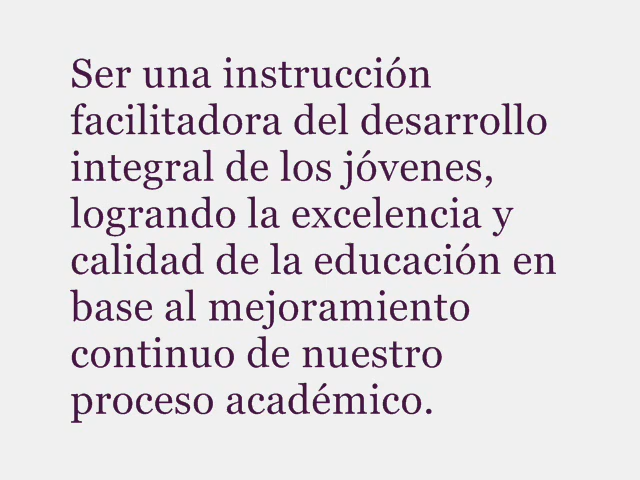 Ser una instrucción
facilitadora del desarrollo
integral de los jóvenes,
logrando la excelencia y
calidad de la educación en
base al mejoramiento
continuo de nuestro
proceso académico.